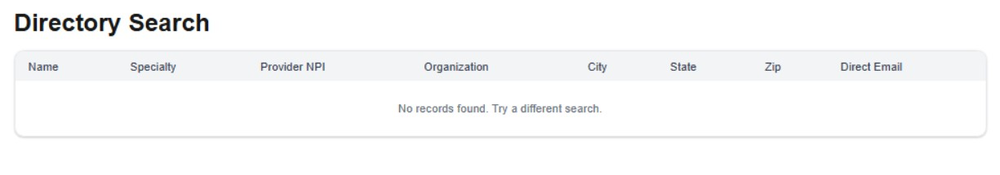 Directory Search
Name Specialty Provider NPI Organization City State Zip Direct Email
No records found. Try a different search.